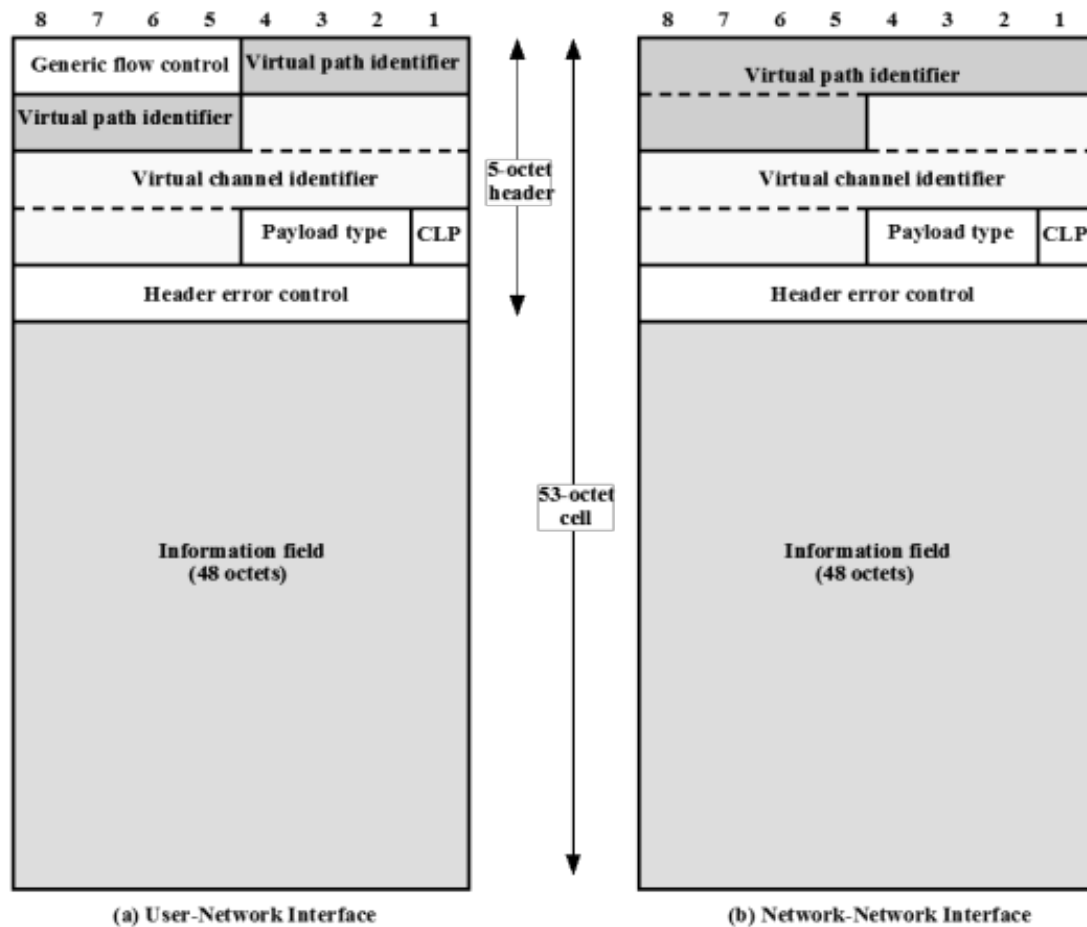 8 7 6 5 4 3 2 1
Generic flow control
Virtual path identifier
Virtual path identifier
Virtual channel identifier
Payload type
CLP
Header error control
Information field
(48 octets)
(a) User-Network Interface
5-octet
header
53-octet
cell
8 7 6 5 4 3 2 1
Virtual path identifier
Virtual channel identifier
Payload type
CLP
Header error control
Information field
(48 octets)
(b) Network-Network Interface